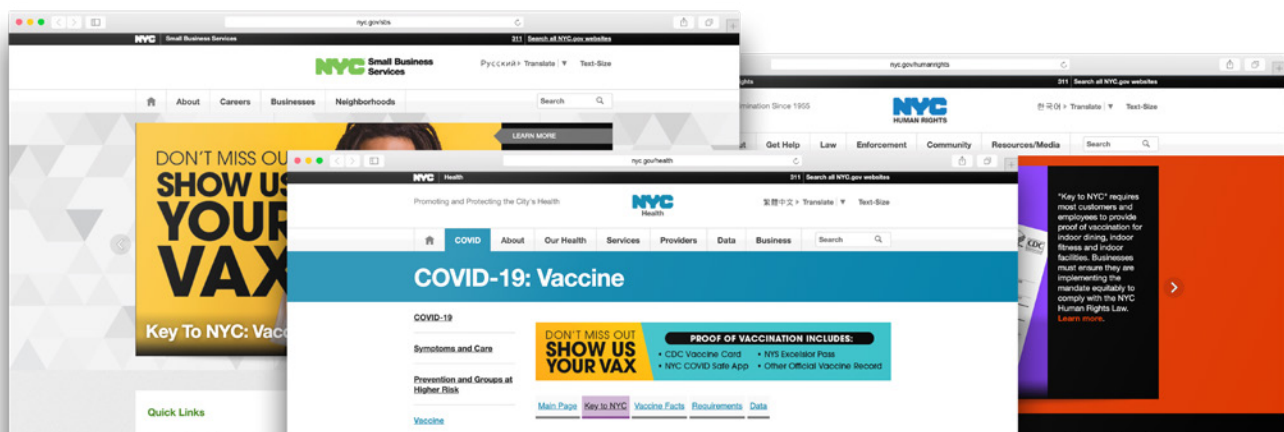 nyc.gov/sbs
NYC Small Business Services
311 Search all NYC.gov websites
NYC Small Business Services
Русский Translate ▼ Text-Size
About Careers Businesses Neighborhoods Search
LEARN MORE
DON'T MISS OU
SHOW US
YOUR
VAX
Key To NYC: Vacc
Quick Links
nyc.gov/humanrights
ghts
311 Search all NYC.gov websites
mination Since 1955
NYC
HUMAN RIGHTS
한국어 Translate ▼ Text-Size
ut Get Help Law Enforcement Community Resources/Media Search
"Key to NYC" requires
most customers and
employees to provide
proof of vaccination for
indoor dining, indoor
fitness and indoor
facilities. Businesses
must ensure they are
implementing the
mandate equitably to
comply with the NYC
Human Rights Law.
Learn more.
CDC
nyc.gov/health
NYC Health
311 Search all NYC.gov websites
Promoting and Protecting the City's Health
NYC
Health
繁體中文 Translate ▼ Text-Size
COVID About Our Health Services Providers Data Business Search
COVID-19: Vaccine
COVID-19
Symptoms and Care
Prevention and Groups at
Higher Risk
Vaccine
DON'T MISS OUT
SHOW US
YOUR VAX
PROOF OF VACCINATION INCLUDES:
• CDC Vaccine Card • NYS Excelsior Pass
• NYC COVID Safe App • Other Official Vaccine Record
Main Page Key to NYC Vaccine Facts Requirements Data